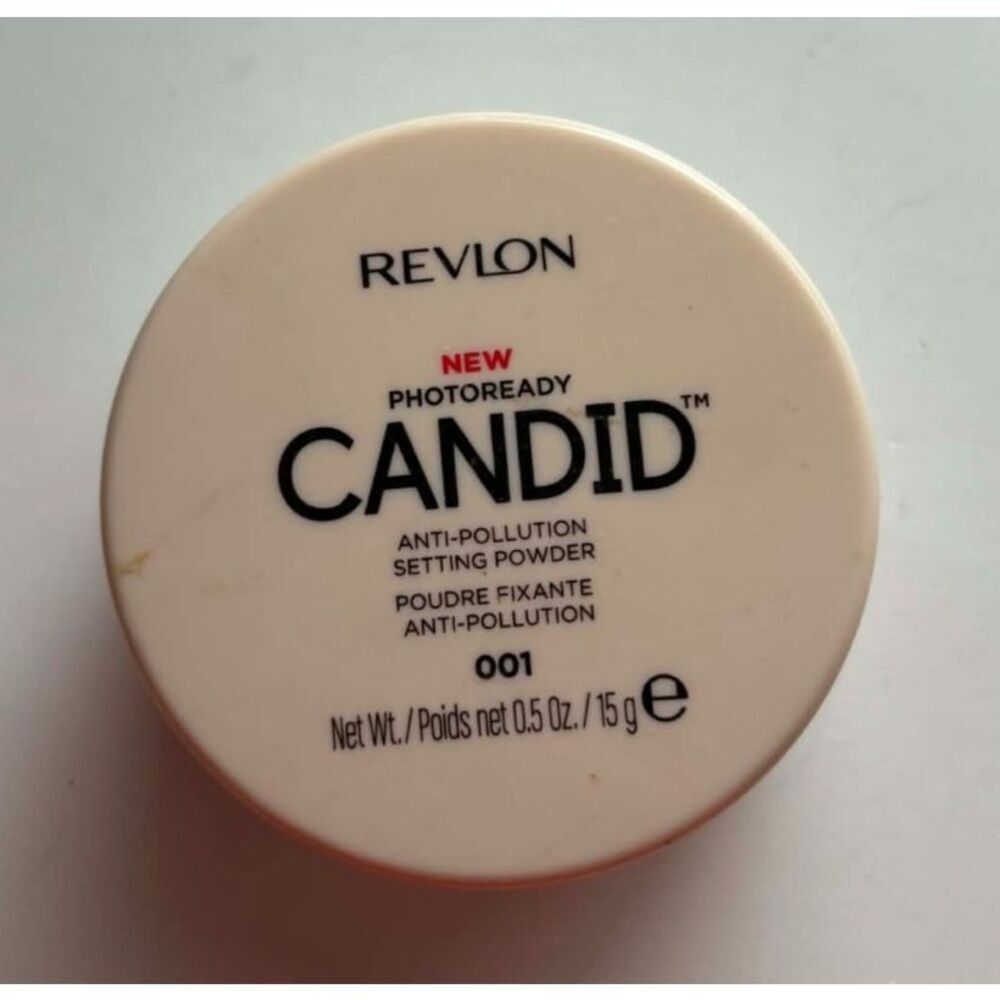 REVLON
NEW
PHOTOREADY
CANDID™
ANTI-POLLUTION
SETTING POWDER
POUDRE FIXANTE
ANTI-POLLUTION
001
Net Wt./Poids net 0.5 Oz./15 g e